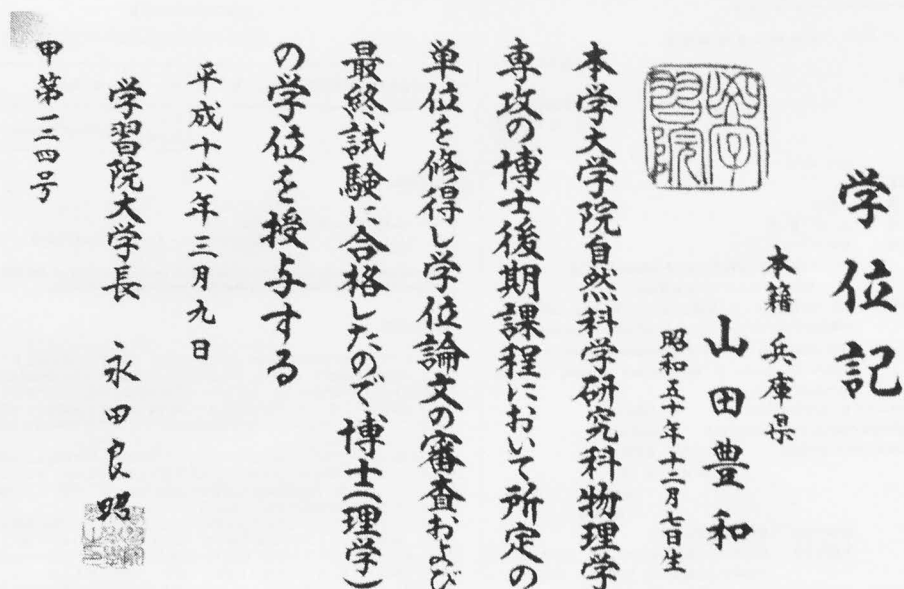 学位記
本籍 兵庫県
山田豊和
昭和五十年十二月七日生
学習院
本学大学院自然科学研究科物理学
専攻の博士後期課程において所定の
単位を修得し学位論文の審査および
最終試験に合格したので博士(理学)
の学位を授与する
平成十六年三月九日
学習院大学長 永田良昭
甲第一二四号